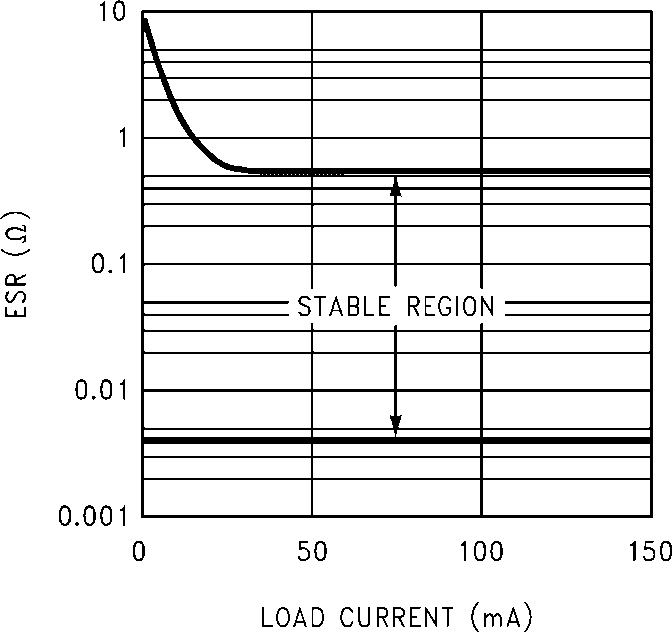 10
1
ESR (Ω)
0.1
STABLE REGION
0.01
0.001
0 50 100 150
LOAD CURRENT (mA)